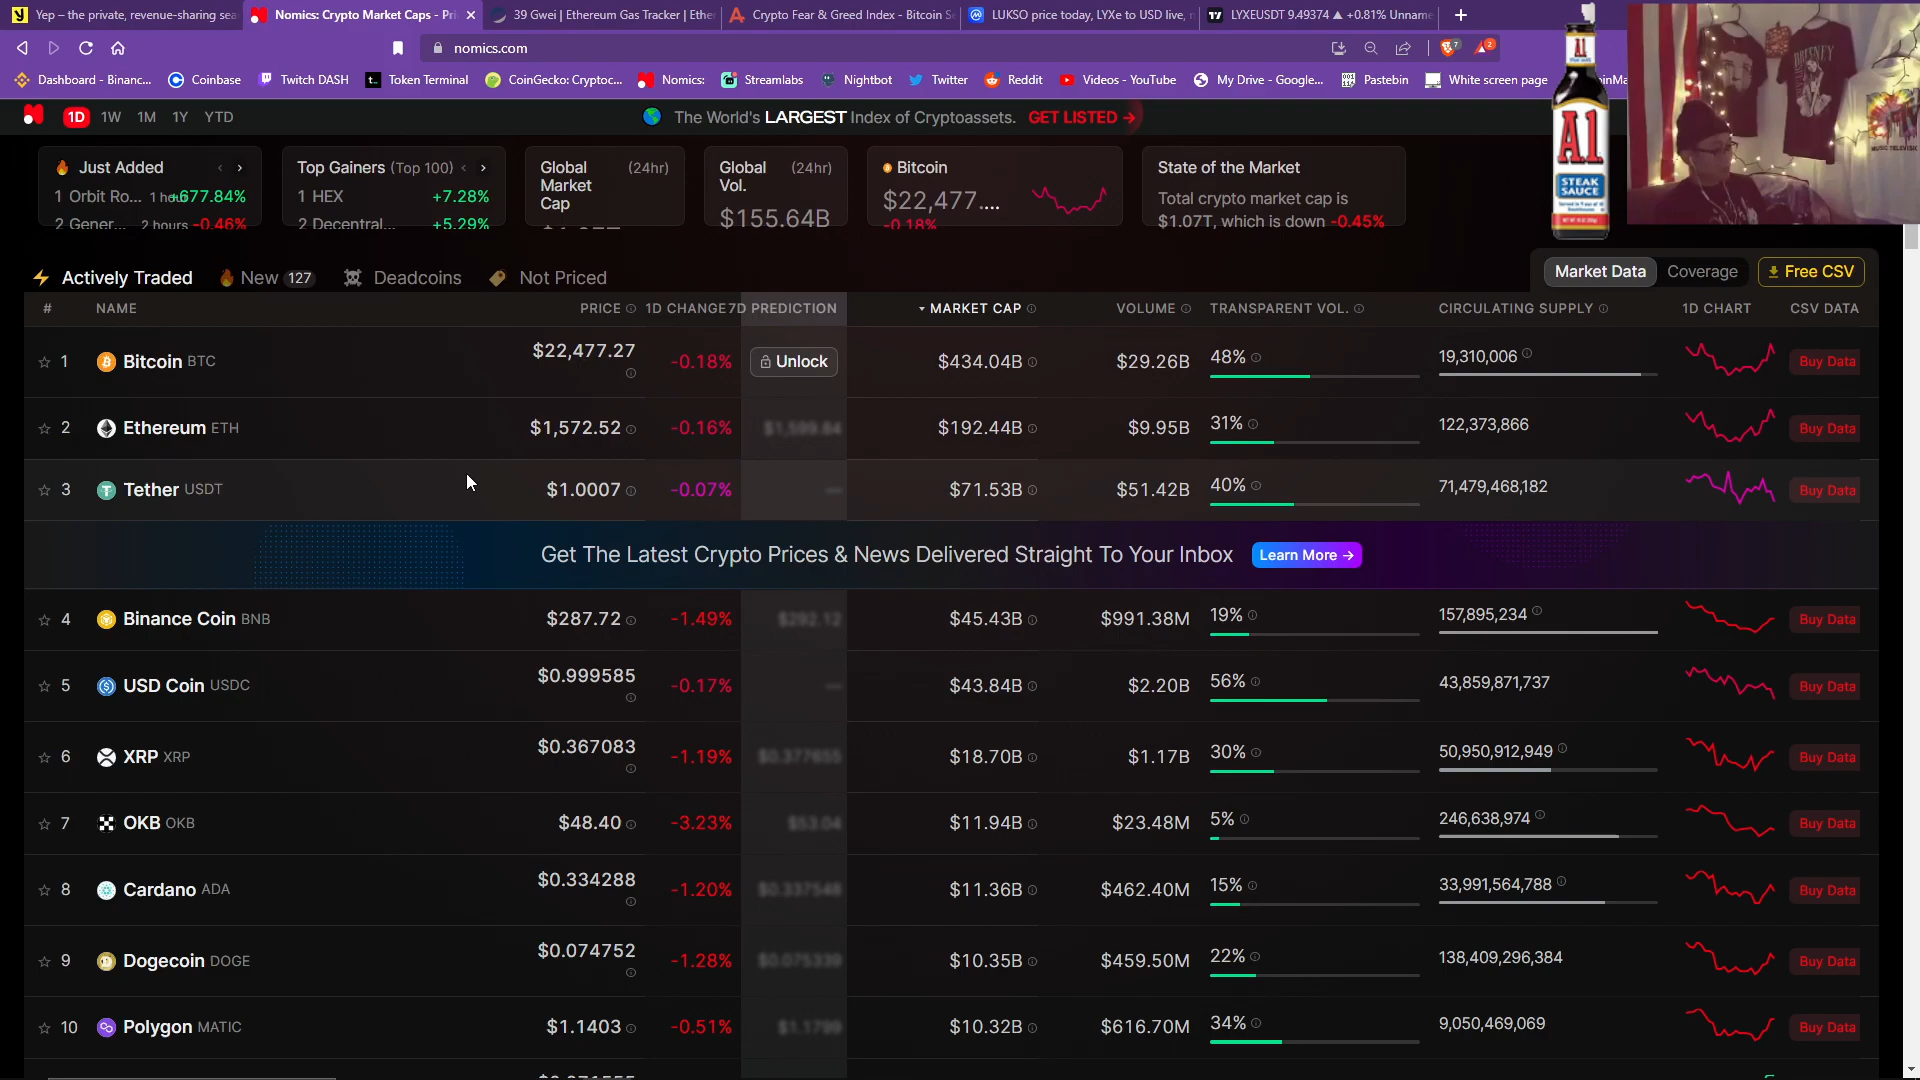 Yep – the private, revenue-sharing sea
Nomics: Crypto Market Caps - Pri
39 Gwei | Ethereum Gas Tracker | Ether
Crypto Fear & Greed Index - Bitcoin S
LUKSO price today, LYXe to USD live,
LYXEUSDT 9.49374 ▲ +0.81% Unname
nomics.com
Dashboard - Binanc... Coinbase Twitch DASH Token Terminal CoinGecko: Cryptoc... Nomics: Streamlabs Nightbot Twitter Reddit Videos - YouTube My Drive - Google... Pastebin White screen page
1D 1W 1M 1Y YTD
The World's LARGEST Index of Cryptoassets. GET LISTED →
Just Added
1 Orbit Ro... +677.84%
2 Gener... 2 hours -0.46%
Top Gainers (Top 100)
1 HEX +7.28%
2 Decentral... +5.29%
Global Market Cap (24hr)
Global Vol. (24hr)
$155.64B
Bitcoin
$22,477....
-0.18%
State of the Market
Total crypto market cap is
$1.07T, which is down -0.45%
A1
STEAK SAUCE
Actively Traded New 127 Deadcoins Not Priced
Market Data Coverage Free CSV
# NAME PRICE 1D CHANGE 7D PREDICTION MARKET CAP VOLUME TRANSPARENT VOL. CIRCULATING SUPPLY 1D CHART CSV DATA
1 Bitcoin BTC $22,477.27 -0.18% Unlock $434.04B $29.26B 48% 19,310,006 Buy Data
2 Ethereum ETH $1,572.52 -0.16% $1,599.84 $192.44B $9.95B 31% 122,373,866 Buy Data
3 Tether USDT $1.0007 -0.07% — $71.53B $51.42B 40% 71,479,468,182 Buy Data
Get The Latest Crypto Prices & News Delivered Straight To Your Inbox Learn More →
4 Binance Coin BNB $287.72 -1.49% $292.12 $45.43B $991.38M 19% 157,895,234 Buy Data
5 USD Coin USDC $0.999585 -0.17% — $43.84B $2.20B 56% 43,859,871,737 Buy Data
6 XRP XRP $0.367083 -1.19% $0.377655 $18.70B $1.17B 30% 50,950,912,949 Buy Data
7 OKB OKB $48.40 -3.23% $53.04 $11.94B $23.48M 5% 246,638,974 Buy Data
8 Cardano ADA $0.334288 -1.20% $0.337548 $11.36B $462.40M 15% 33,991,564,788 Buy Data
9 Dogecoin DOGE $0.074752 -1.28% $0.075339 $10.35B $459.50M 22% 138,409,296,384 Buy Data
10 Polygon MATIC $1.1403 -0.51% $1.1799 $10.32B $616.70M 34% 9,050,469,069 Buy Data